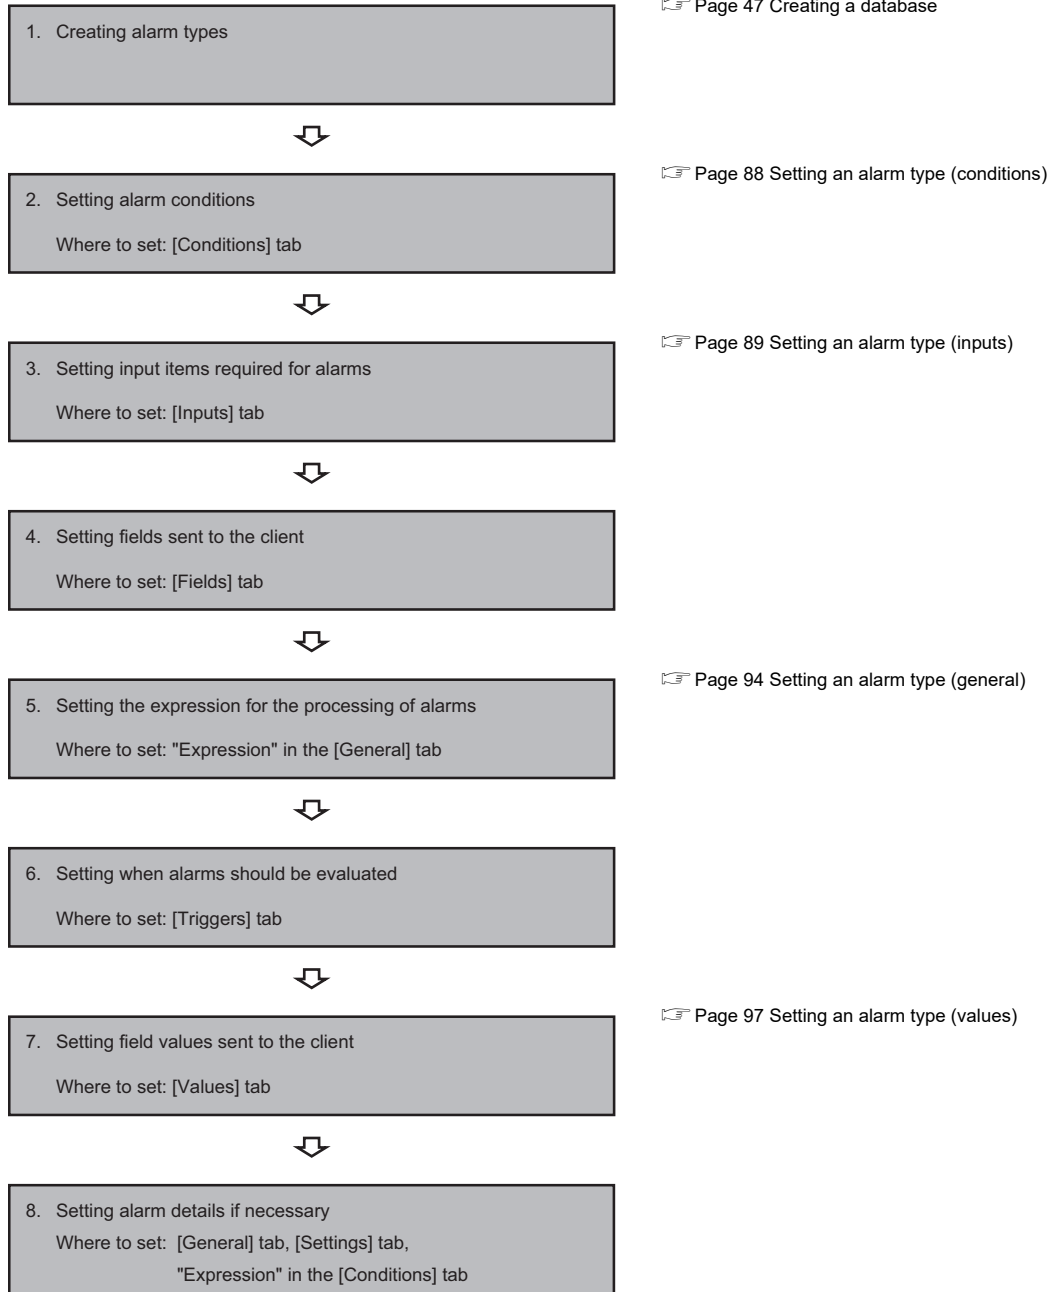 ☞ Page 47 Creating a database
1. Creating alarm types
☞ Page 88 Setting an alarm type (conditions)
2. Setting alarm conditions
Where to set: [Conditions] tab
☞ Page 89 Setting an alarm type (inputs)
3. Setting input items required for alarms
Where to set: [Inputs] tab
4. Setting fields sent to the client
Where to set: [Fields] tab
☞ Page 94 Setting an alarm type (general)
5. Setting the expression for the processing of alarms
Where to set: "Expression" in the [General] tab
6. Setting when alarms should be evaluated
Where to set: [Triggers] tab
☞ Page 97 Setting an alarm type (values)
7. Setting field values sent to the client
Where to set: [Values] tab
8. Setting alarm details if necessary
Where to set: [General] tab, [Settings] tab,
"Expression" in the [Conditions] tab